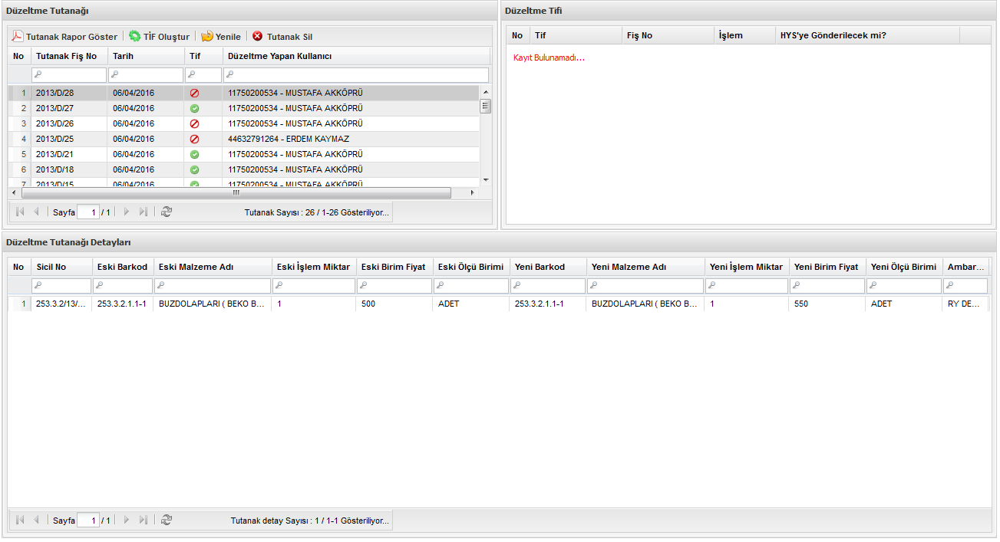 Düzeltme Tutanağı
Tutanak Rapor Göster TİF Oluştur Yenile Tutanak Sil
No Tutanak Fiş No Tarih Tif Düzeltme Yapan Kullanıcı
1 2013/D/28 06/04/2016 11750200534 - MUSTAFA AKKÖPRÜ
2 2013/D/27 06/04/2016 11750200534 - MUSTAFA AKKÖPRÜ
3 2013/D/26 06/04/2016 11750200534 - MUSTAFA AKKÖPRÜ
4 2013/D/25 06/04/2016 44632791264 - ERDEM KAYMAZ
5 2013/D/21 06/04/2016 11750200534 - MUSTAFA AKKÖPRÜ
6 2013/D/18 06/04/2016 11750200534 - MUSTAFA AKKÖPRÜ
7 2013/D/15 06/04/2016 11750200534 - MUSTAFA AKKÖPRÜ
Sayfa 1 / 1 Tutanak Sayısı : 26 / 1-26 Gösteriliyor...
Düzeltme Tifi
No Tif Fiş No İşlem HYS'ye Gönderilecek mi?
Kayıt Bulunamadı...
Düzeltme Tutanağı Detayları
No Sicil No Eski Barkod Eski Malzeme Adı Eski İşlem Miktar Eski Birim Fiyat Eski Ölçü Birimi Yeni Barkod Yeni Malzeme Adı Yeni İşlem Miktar Yeni Birim Fiyat Yeni Ölçü Birimi Ambar...
1 253.3.2/13/... 253.3.2.1.1-1 BUZDOLAPLARI ( BEKO B... 1 500 ADET 253.3.2.1.1-1 BUZDOLAPLARI ( BEKO B... 1 550 ADET RY DE...
Sayfa 1 / 1 Tutanak detay Sayısı : 1 / 1-1 Gösteriliyor...